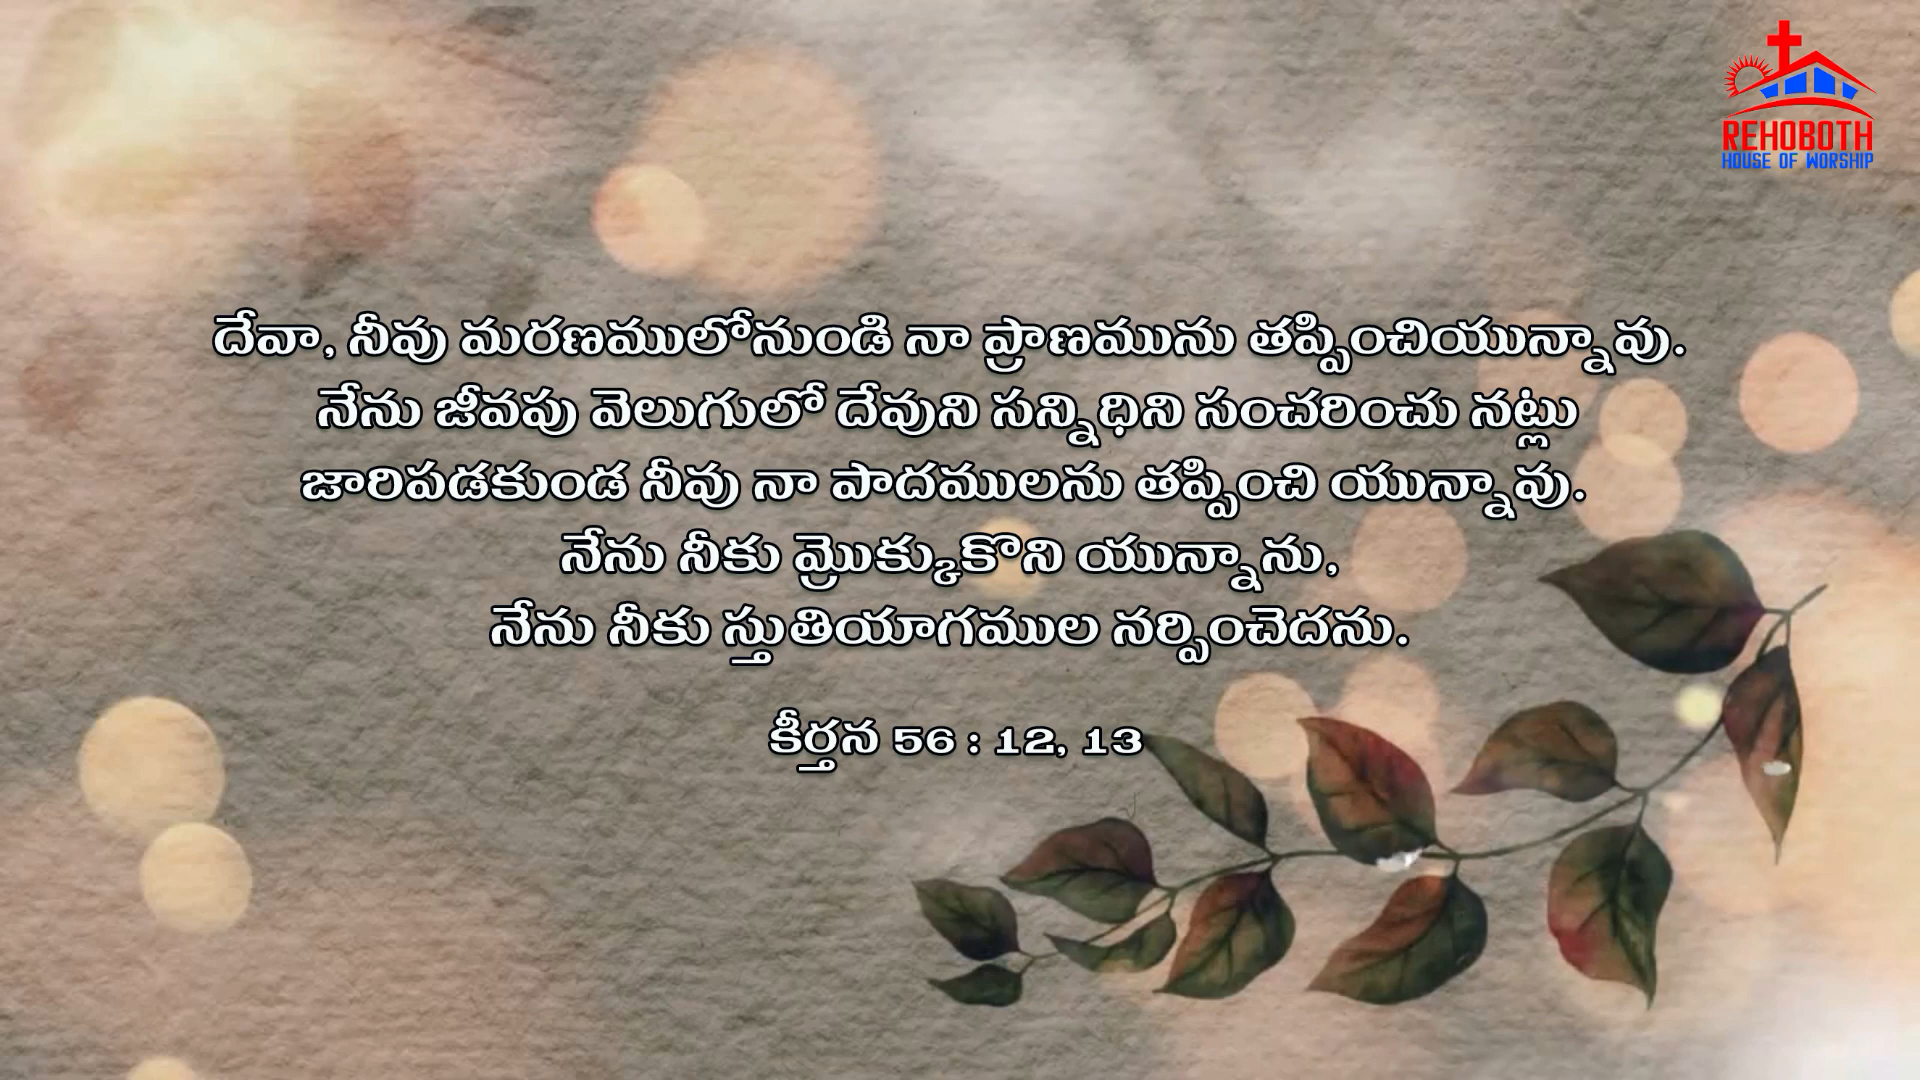 REHOBOTH
HOUSE OF WORSHIP
దేవా, నీవు మరణములోనుండి నా ప్రాణమును తప్పించియున్నావు.
నేను జీవపు వెలుగులో దేవుని సన్నిధిని సంచరించు నట్లు
జారిపడకుండ నీవు నా పాదములను తప్పించి యున్నావు.
నేను నీకు మ్రొక్కుకొని యున్నాను,
నేను నీకు స్తుతియాగముల నర్పించెదను.
కీర్తన 56 : 12, 13